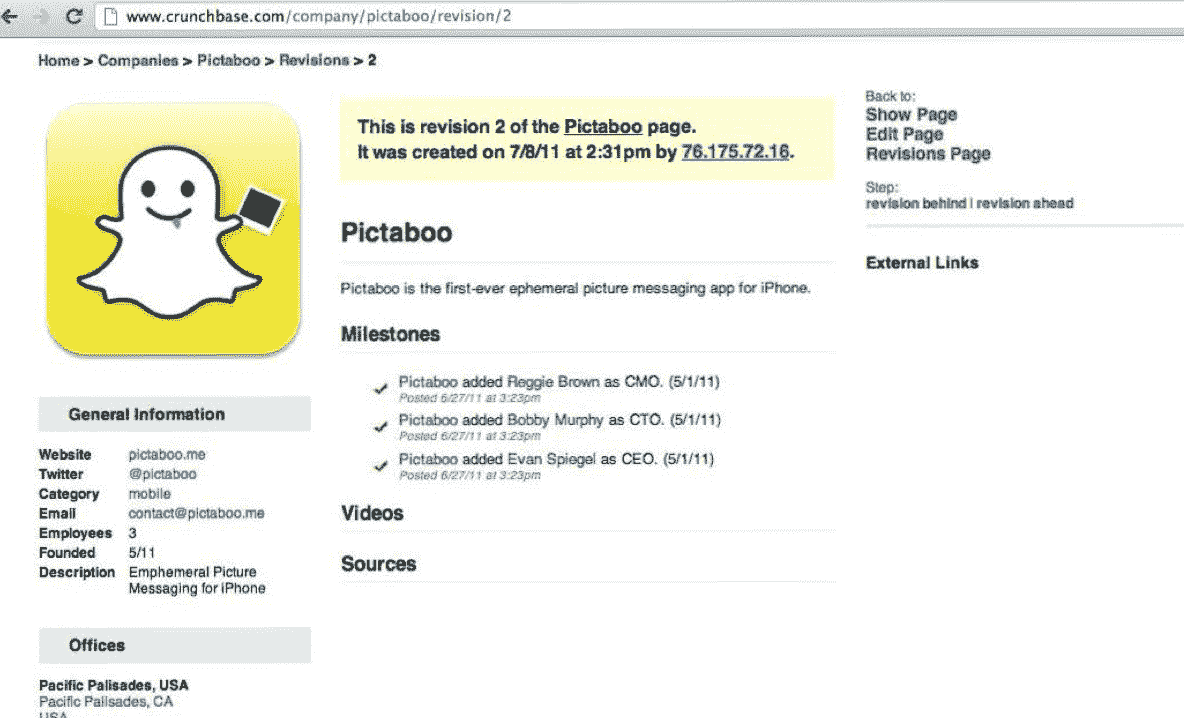 www.crunchbase.com/company/pictaboo/revision/2
Home > Companies > Pictaboo > Revisions > 2
This is revision 2 of the Pictaboo page.
It was created on 7/8/11 at 2:31pm by 76.175.72.16.
Pictaboo
Pictaboo is the first-ever ephemeral picture messaging app for iPhone.
Milestones
Pictaboo added Reggie Brown as CMO. (5/1/11)
Posted 6/27/11 at 3:23pm
Pictaboo added Bobby Murphy as CTO. (5/1/11)
Posted 6/27/11 at 3:23pm
Pictaboo added Evan Spiegel as CEO. (5/1/11)
Posted 6/27/11 at 3:23pm
Videos
Sources
Back to:
Show Page
Edit Page
Revisions Page
Step:
revision behind | revision ahead
External Links
General Information
Website pictaboo.me
Twitter @pictaboo
Category mobile
Email contact@pictaboo.me
Employees 3
Founded 5/11
Description Emphemeral Picture
Messaging for iPhone
Offices
Pacific Palisades, USA
Pacific Palisades, CA
USA